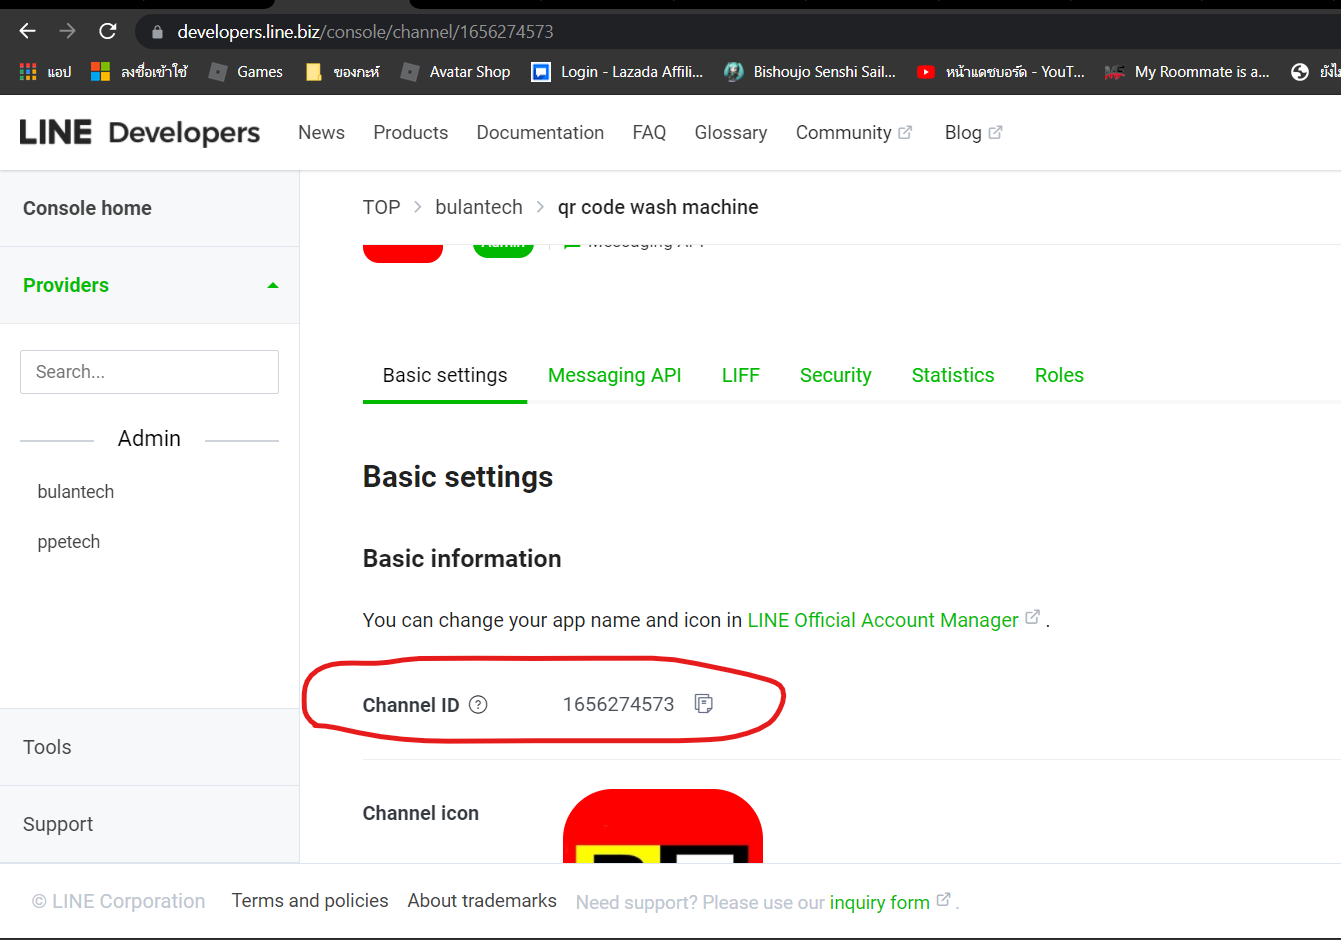 developers.line.biz/console/channel/1656274573
แอป
ลงชื่อเข้าใช้
Games
ของกะห์
Avatar Shop
Login - Lazada Affili...
Bishoujo Senshi Sail...
หน้าแดชบอร์ด - YouT...
My Roommate is a...
LINE Developers
News
Products
Documentation
FAQ
Glossary
Community
Blog
Console home
Providers
Search...
Admin
bulantech
ppetech
Tools
Support
TOP > bulantech > qr code wash machine
Admin
Messaging API
Basic settings
Messaging API
LIFF
Security
Statistics
Roles
Basic settings
Basic information
You can change your app name and icon in LINE Official Account Manager .
Channel ID ? 1656274573
Channel icon
© LINE Corporation
Terms and policies
About trademarks
Need support? Please use our inquiry form .